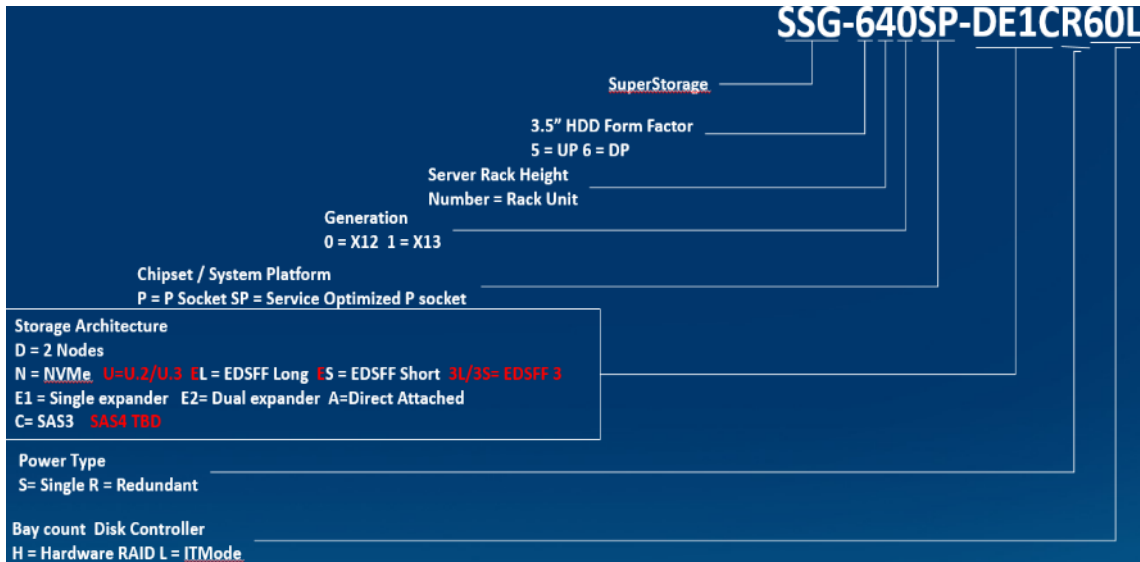 SSG-640SP-DE1CR60L
SuperStorage
3.5” HDD Form Factor
5 = UP 6 = DP
Server Rack Height
Number = Rack Unit
Generation
0 = X12 1 = X13
Chipset / System Platform
P = P Socket SP = Service Optimized P socket
Storage Architecture
D = 2 Nodes
N = NVMe U=U.2/U.3 EL = EDSFF Long ES = EDSFF Short 3L/3S= EDSFF 3
E1 = Single expander E2= Dual expander A=Direct Attached
C= SAS3 SAS4 TBD
Power Type
S= Single R = Redundant
Bay count Disk Controller
H = Hardware RAID L = ITMode